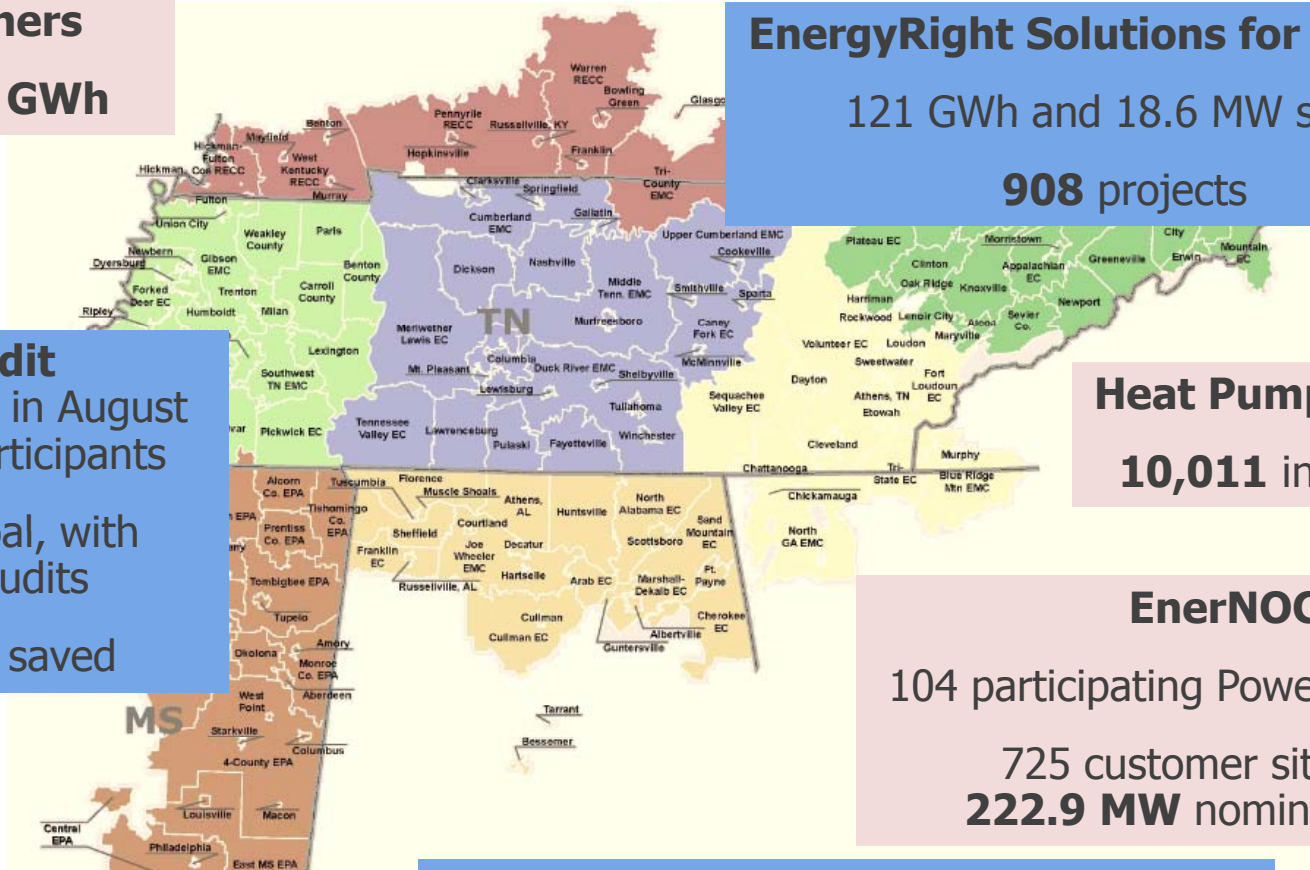 ners
GWh
EnergyRight Solutions for
121 GWh and 18.6 MW s
908 projects
dit
in August
rticipants
al, with
udits
saved
Heat Pump
10,011 in
EnerNOC
104 participating Powe
725 customer sit
222.9 MW nomin
Warren
RECC
Bowling
Green
Glasgo
Pennyrile
RECC
Russellville, KY
Benton
Mayfield
Hickman-
Fulton
Cos RECC
West
Kentucky
RECC
Hopkinsville
Franklin
Hickman
Murray
Tri-
County
EMC
Fulton
Clarksville
Springfield
Union City
Weakley
County
Paris
Cumberland
EMC
Gallatin
Upper Cumberland EMC
Cookeville
Newbern
Dyersburg
Gibson
EMC
Benton
County
Dickson
Nashville
Forked
Deer EC
Trenton
Carroll
County
Middle
Tenn. EMC
Smithville
Sparta
Ripley
Humboldt
Milan
TN
Murfreesboro
Meriwether
Lewis EC
Caney
Fork EC
Lexington
Columbia
McMinnville
Southwest
TN EMC
Mt. Pleasant
Duck River EMC
Shelbyville
Lewisburg
Tullahoma
Sequachee
Valley EC
var
Pickwick EC
Tennessee
Valley EC
Lawrenceburg
Pulaski
Fayetteville
Winchester
Plateau EC
Morristown
City
Mountain
EC
Clinton
Appalachian
EC
Greeneville
Erwin
Oak Ridge
Knoxville
Harriman
Newport
Rockwood
Lenoir City
Alcoa
Sevier
Co.
Volunteer EC
Loudon
Maryville
Sweetwater
Dayton
Fort
Loudoun
EC
Athens, TN
Etowah
Cleveland
Murphy
Chattanooga
Tri-
State EC
Blue Ridge
Mtn EMC
Chickamauga
North
GA EMC
Alcorn
Co. EPA
Tuscumbia
Florence
Muscle Shoals
Athens,
AL
Huntsville
North
Alabama EC
Tishomingo
Co.
EPA
EPA
Prentiss
Co. EPA
Sheffield
Courtland
Scottsboro
Sand
Mountain
EC
any
Franklin
EC
Joe
Wheeler
EMC
Decatur
Hartselle
Arab EC
Marshall-
Dekalb EC
Ft.
Payne
Tombigbee EPA
Russellville, AL
Tupelo
Cullman
Cherokee
EC
Cullman EC
Albertville
Guntersville
Okolona
Amory
Monroe
Co. EPA
Aberdeen
West
Point
MS
Starkville
Columbus
4-County EPA
Tarrant
Bessemer
Louisville
Macon
Central
EPA
Philadelphia
East MS EPA